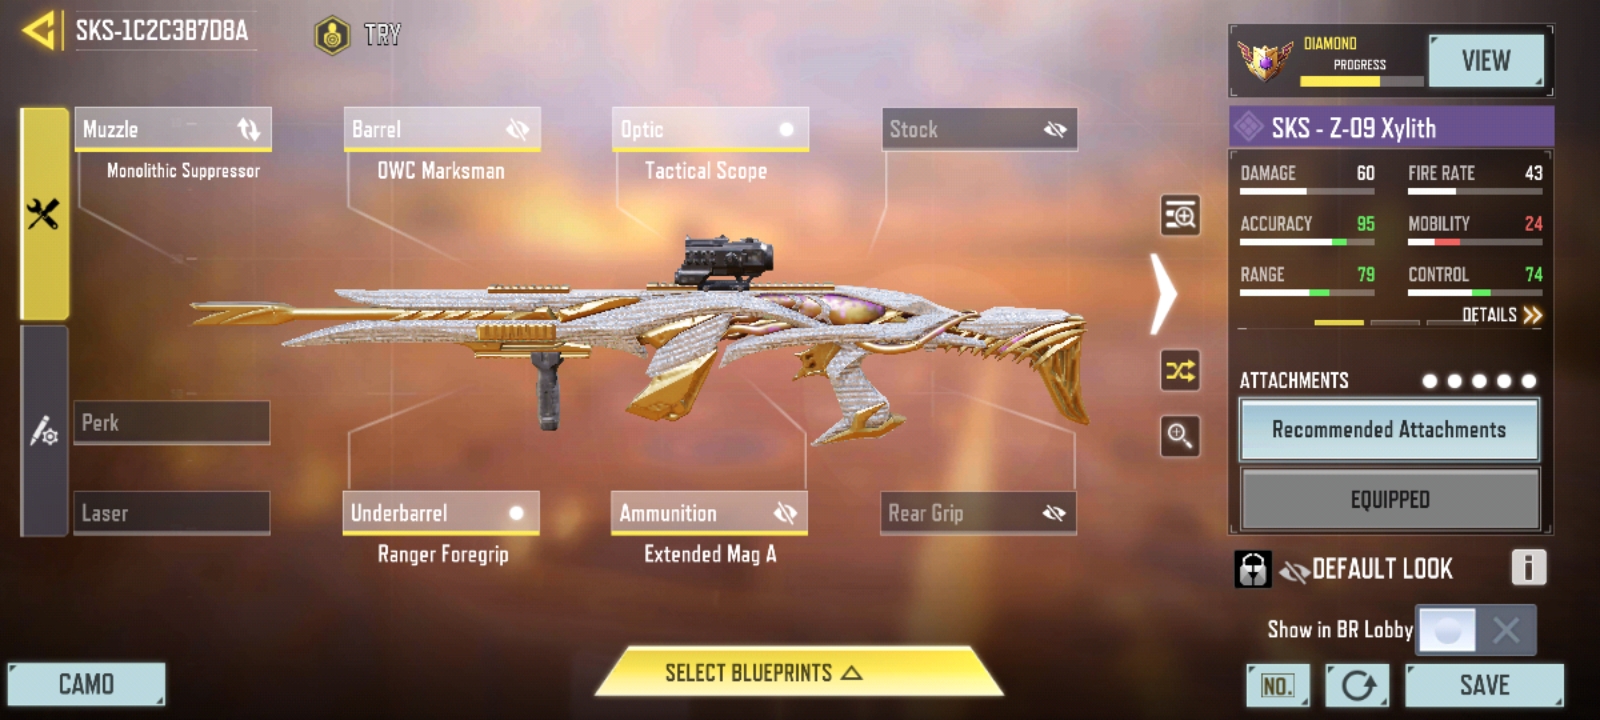 SKS-1C2C3B7D8A
TRY
DIAMOND
PROGRESS
VIEW
Muzzle
Monolithic Suppressor
Barrel
OWC Marksman
Optic
Tactical Scope
Stock
SKS - Z-09 Xylith
DAMAGE 60
FIRE RATE 43
ACCURACY 95
MOBILITY 24
RANGE 79
CONTROL 74
DETAILS
ATTACHMENTS
Recommended Attachments
EQUIPPED
Perk
Laser
Underbarrel
Ranger Foregrip
Ammunition
Extended Mag A
Rear Grip
DEFAULT LOOK
i
Show in BR Lobby
CAMO
SELECT BLUEPRINTS
NO.
SAVE